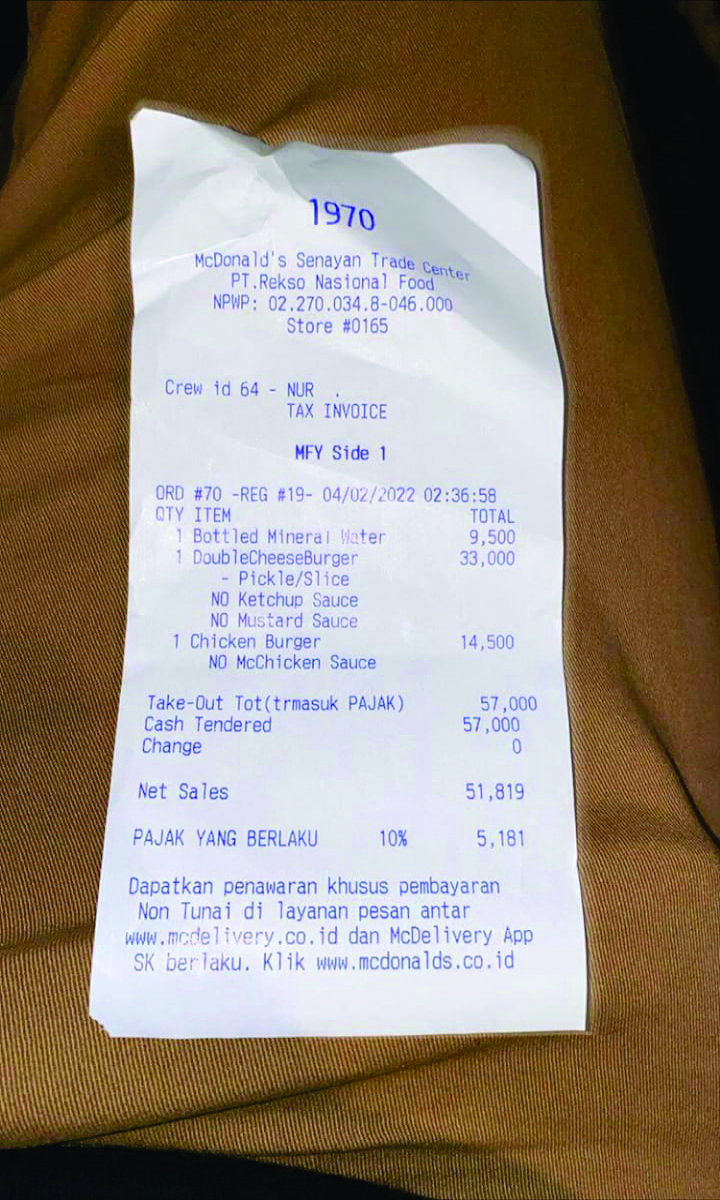 1970
McDonald's Senayan Trade Center
PT.Rekso Nasional Food
NPWP: 02.270.034.8-046.000
Store #0165
Crew id 64 - NUR .
TAX INVOICE
MFY Side 1
ORD #70 -REG #19- 04/02/2022 02:36:58
QTY ITEM TOTAL
1 Bottled Mineral Water 9,500
1 DoubleCheeseBurger 33,000
- Pickle/Slice
NO Ketchup Sauce
NO Mustard Sauce
1 Chicken Burger 14,500
NO McChicken Sauce
Take-Out Tot(trmasuk PAJAK) 57,000
Cash Tendered 57,000
Change 0
Net Sales 51,819
PAJAK YANG BERLAKU 10% 5,181
Dapatkan penawaran khusus pembayaran
Non Tunai di layanan pesan antar
www.mcdelivery.co.id dan McDelivery App
SK berlaku. Klik www.mcdonalds.co.id